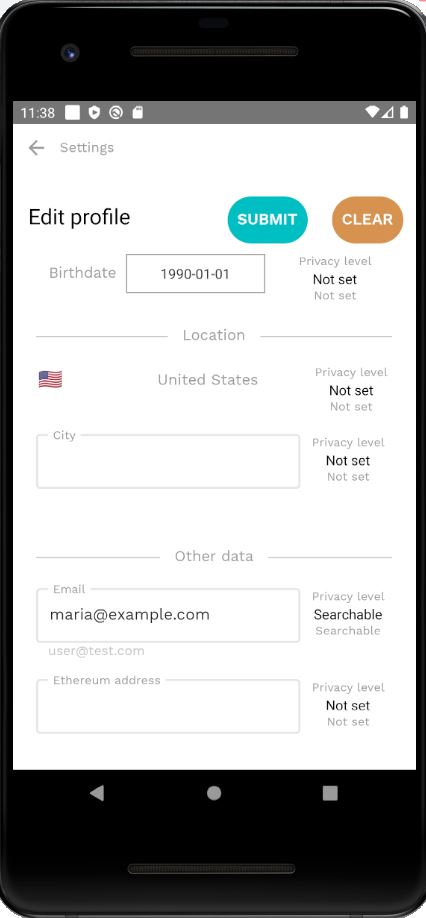 11:38
Settings
Edit profile
SUBMIT
CLEAR
Birthdate
1990-01-01
Privacy level
Not set
Not set
Location
United States
Privacy level
Not set
Not set
City
Privacy level
Not set
Not set
Other data
Email
maria@example.com
user@test.com
Privacy level
Searchable
Searchable
Ethereum address
Privacy level
Not set
Not set